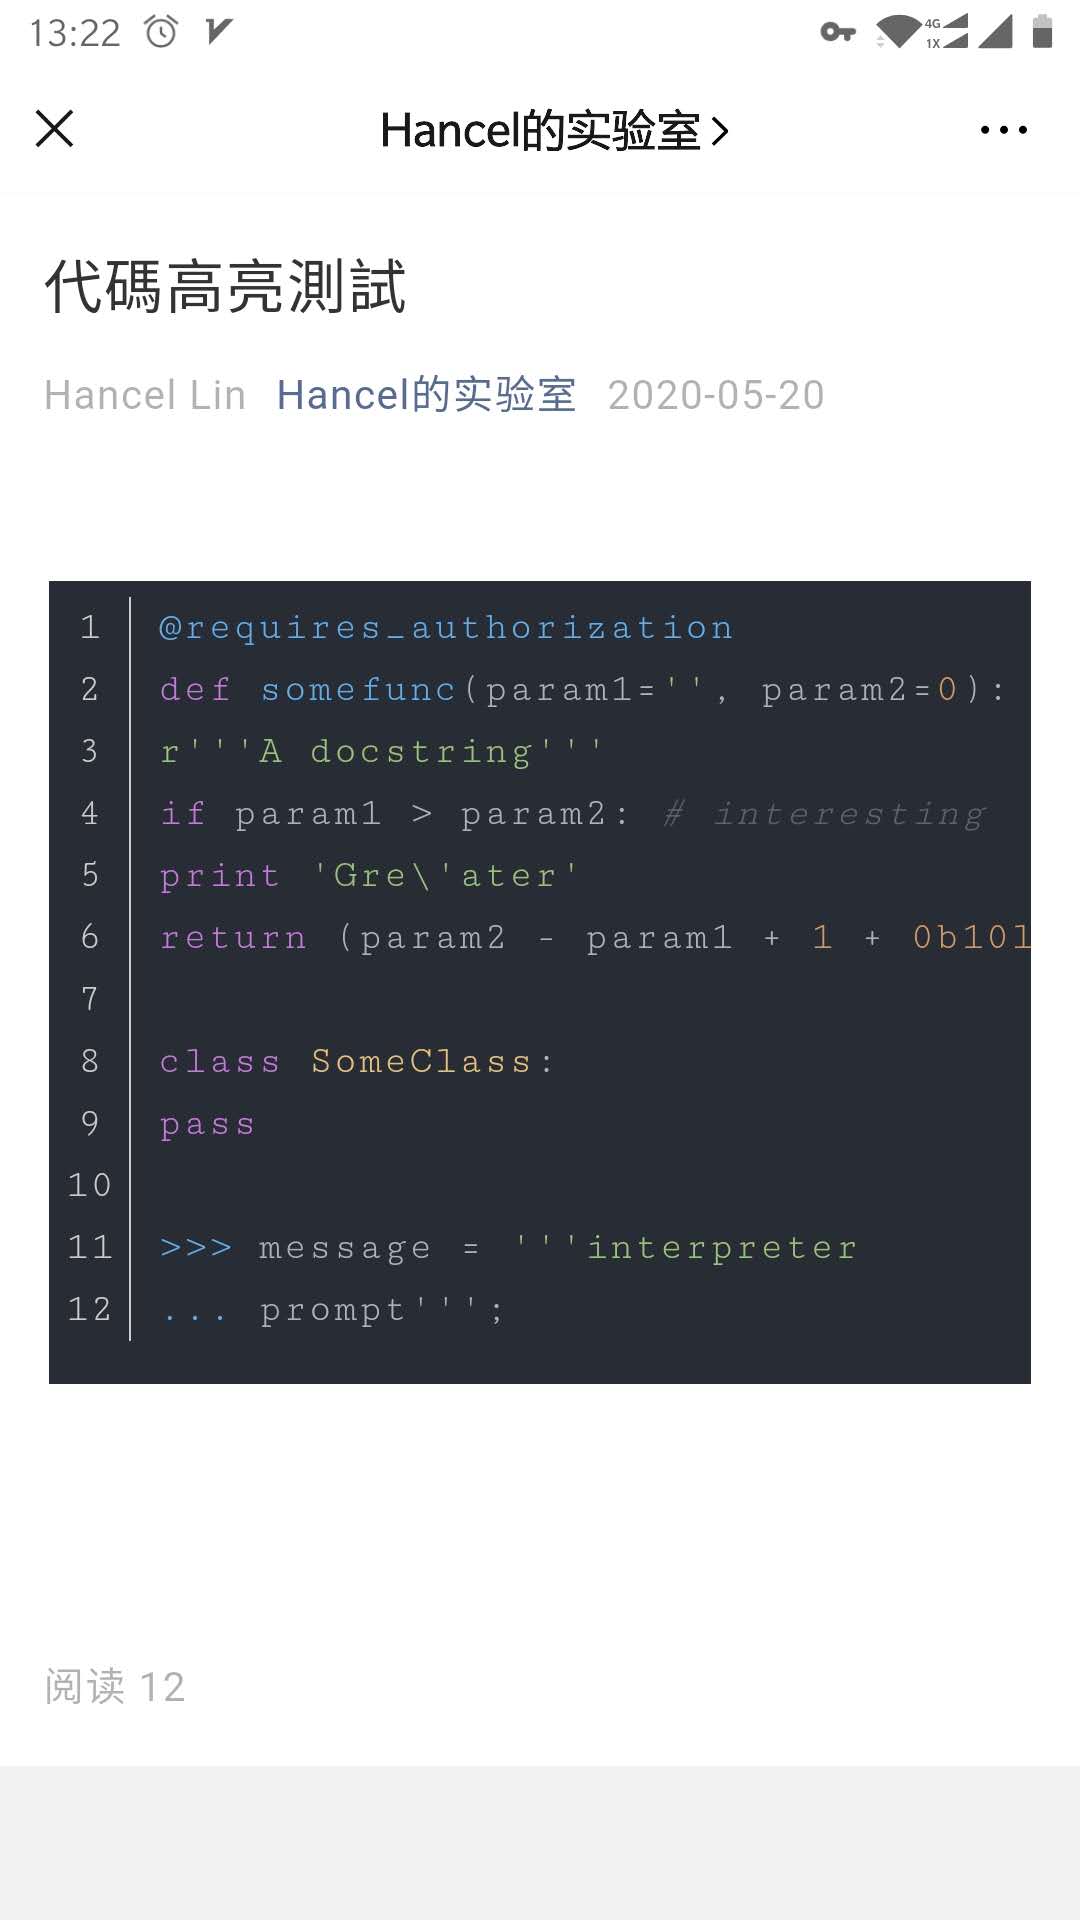 13:22
4G
1X
Hancel的实验室
代碼高亮測試
Hancel Lin Hancel的实验室 2020-05-20
1 @requires_authorization
2 def somefunc(param1='', param2=0):
3 r'''A docstring'''
4 if param1 > param2: # interesting
5 print 'Gre\'ater'
6 return (param2 - param1 + 1 + 0b101
7
8 class SomeClass:
9 pass
10
11 >>> message = '''interpreter
12 ... prompt''';
阅读 12